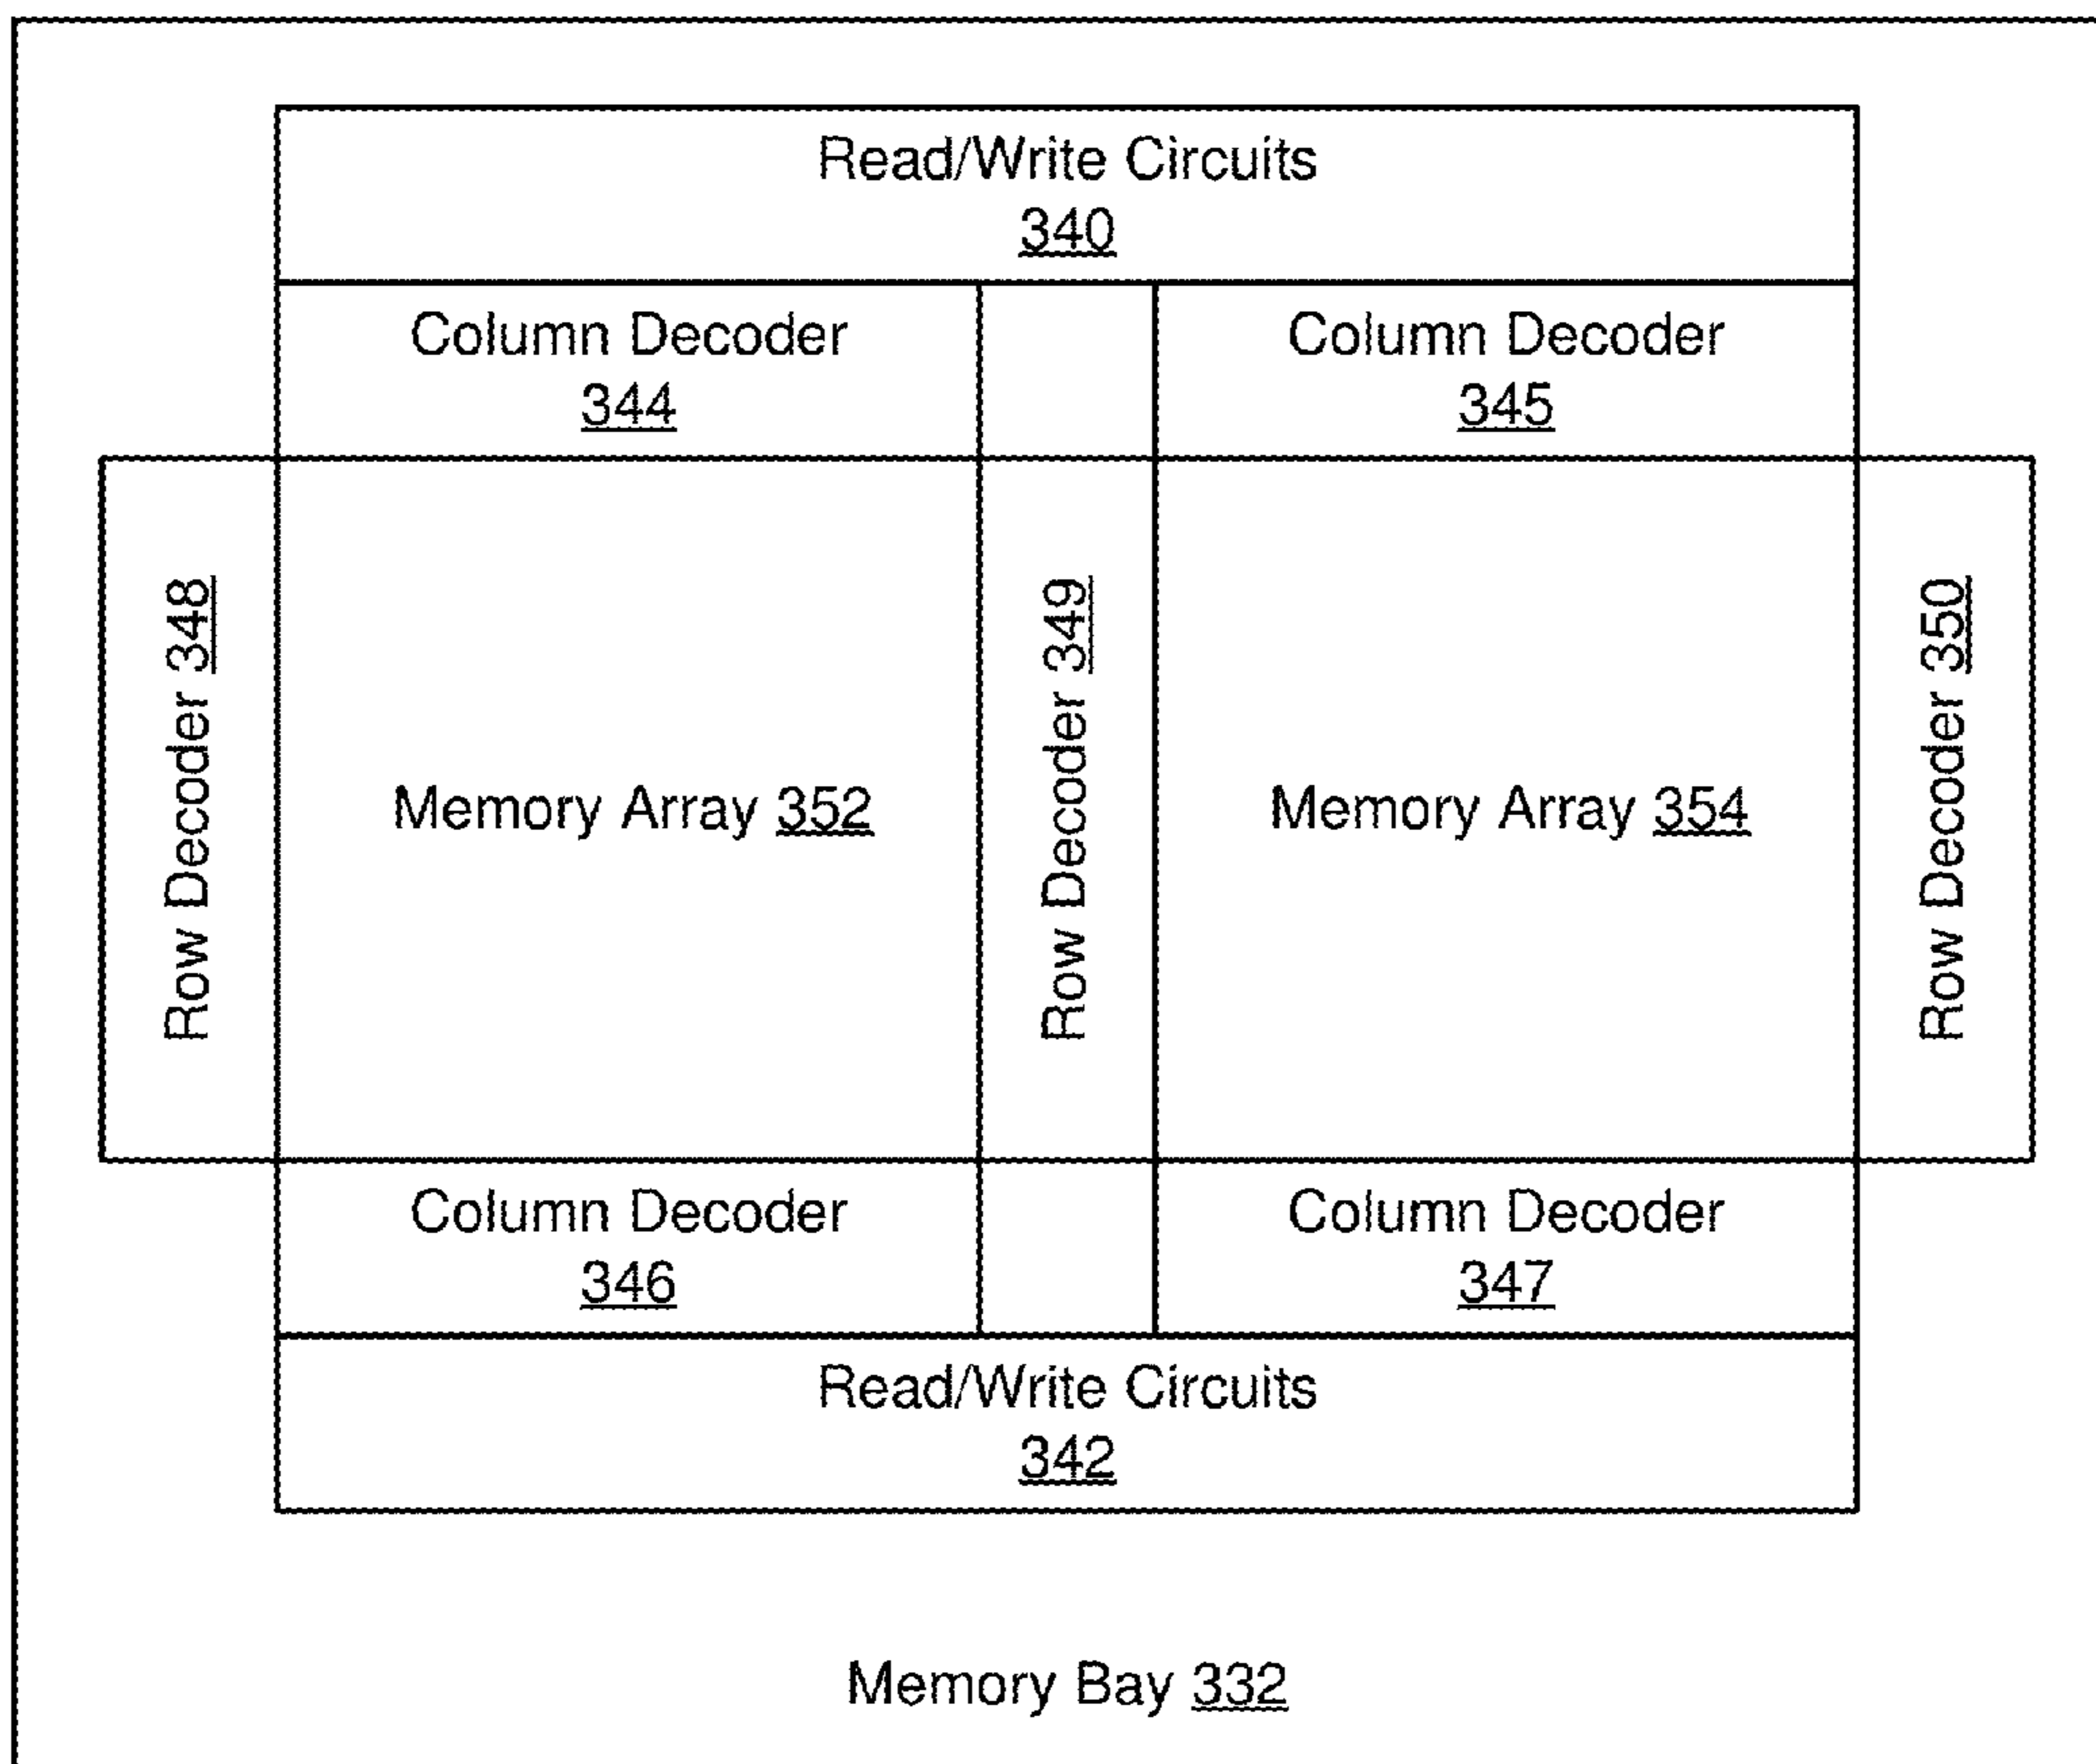 Read/Write Circuits
340
Column Decoder
344
Column Decoder
345
Row Decoder 348
Memory Array 352
Row Decoder 349
Memory Array 354
Row Decoder 350
Column Decoder
346
Column Decoder
347
Read/Write Circuits
342
Memory Bay 332